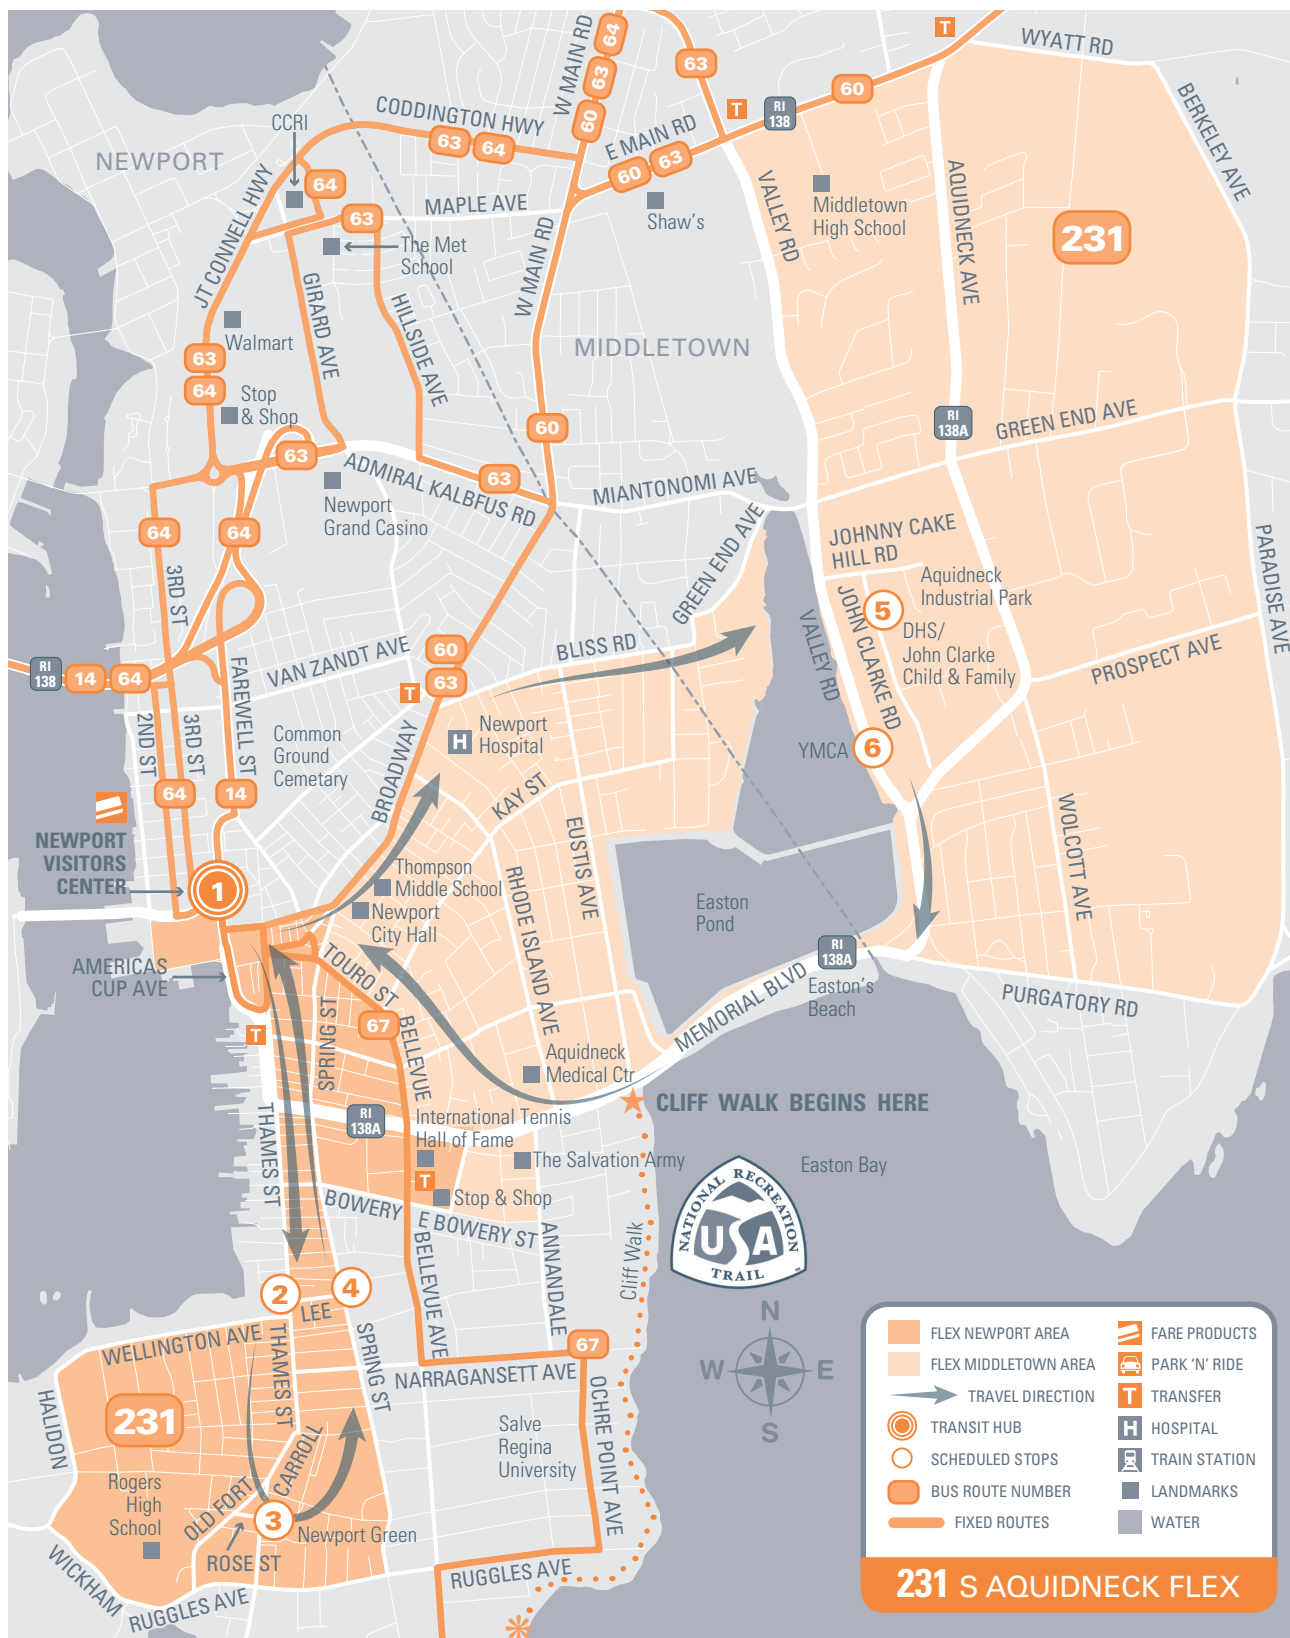 WYATT RD
T
64
W MAIN RD
63
63
60
RI
138
T
CODDINGTON HWY
60
BERKELEY AVE
CCRI
63
64
E MAIN RD
NEWPORT
60
63
AQUIDNECK AVE
64
VALLEY RD
Middletown
High School
JT CONNELL HWY
63
MAPLE AVE
Shaw's
231
The Met
School
W MAIN RD
GIRARD AVE
HILLSIDE AVE
Walmart
MIDDLETOWN
63
64
Stop
& Shop
60
RI
138A
GREEN END AVE
63
ADMIRAL KALBFUS RD
63
MIANTONOMI AVE
Newport
Grand Casino
64
64
GREEN END AVE
JOHNNY CAKE
HILL RD
PARADISE AVE
3RD ST
Aquidneck
Industrial Park
JOHN CLARKE RD
5
VALLEY RD
DHS/
John Clarke
Child & Family
VAN ZANDT AVE
60
BLISS RD
PROSPECT AVE
RI
138
14
64
FAREWELL ST
T
63
2ND ST
3RD ST
Common
Ground
Cemetary
BROADWAY
H
Newport
Hospital
YMCA
6
64
14
KAY ST
WOLCOTT AVE
NEWPORT
VISITORS
CENTER
1
EUSTIS AVE
Thompson
Middle School
RHODE ISLAND AVE
Newport
City Hall
Easton
Pond
AMERICAS
CUP AVE
TOURO ST
RI
138A
MEMORIAL BLVD
Easton's
Beach
PURGATORY RD
T
SPRING ST
67
BELLEVUE
Aquidneck
Medical Ctr
THAMES ST
RI
138A
International Tennis
Hall of Fame
CLIFF WALK BEGINS HERE
The Salvation Army
Easton Bay
T
Stop & Shop
NATIONAL RECREATION
USA
TRAIL
BOWERY
E BOWERY ST
ANNANDALE
Cliff Walk
BELLEVUE AVE
2
4
LEE
WELLINGTON AVE
THAMES ST
SPRING ST
67
N
W
E
S
NARRAGANSETT AVE
HALIDON
231
CARROLL
Salve
Regina
University
OCHRE POINT AVE
Rogers
High
School
OLD FORT
3
Newport Green
ROSE ST
WICKHAM
RUGGLES AVE
RUGGLES AVE
FLEX NEWPORT AREA
FLEX MIDDLETOWN AREA
TRAVEL DIRECTION
TRANSIT HUB
SCHEDULED STOPS
BUS ROUTE NUMBER
FIXED ROUTES
FARE PRODUCTS
PARK 'N' RIDE
T
TRANSFER
H
HOSPITAL
TRAIN STATION
LANDMARKS
WATER
231 S AQUIDNECK FLEX